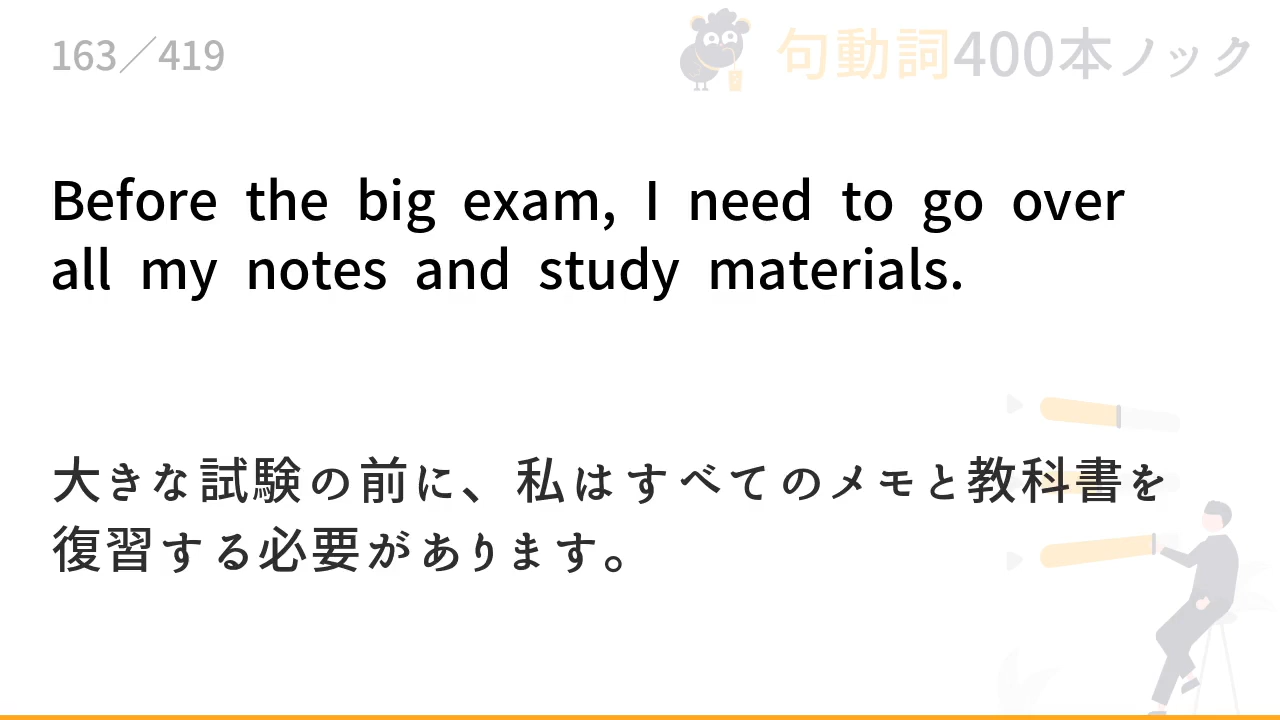 163／419
句動詞400本ノック
Before the big exam, I need to go over
all my notes and study materials.
大きな試験の前に、私はすべてのメモと教科書を
復習する必要があります。